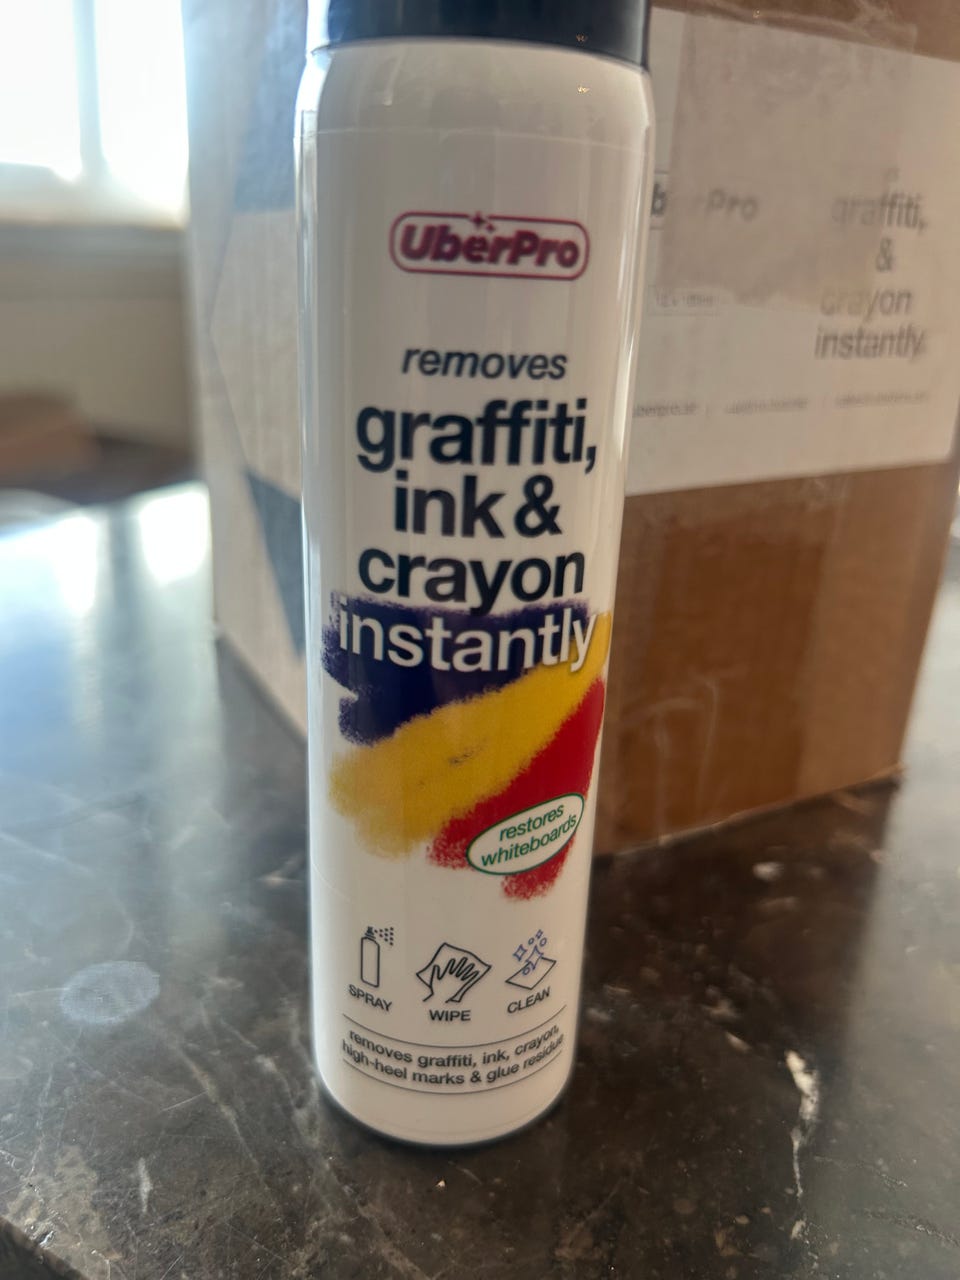 UberPro
removes
graffiti,
ink &
crayon
instantly
restores
whiteboards
SPRAY
WIPE
CLEAN
removes graffiti, ink, crayon,
high-heel marks & glue residue
graffiti,
&
crayon
instantly.